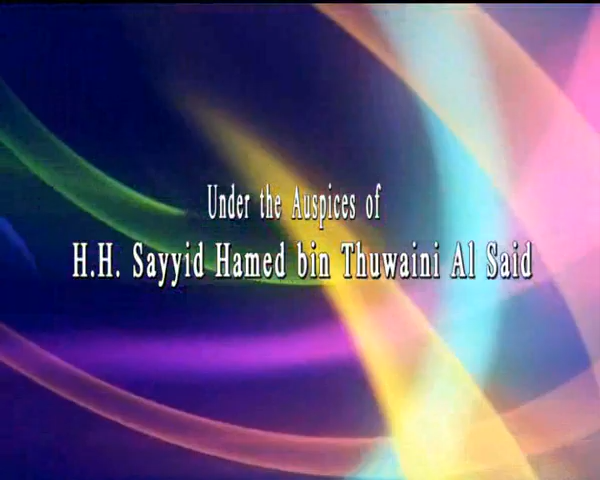 Under the Auspices of
H.H. Sayyid Hamed bin Thuwaini Al Said